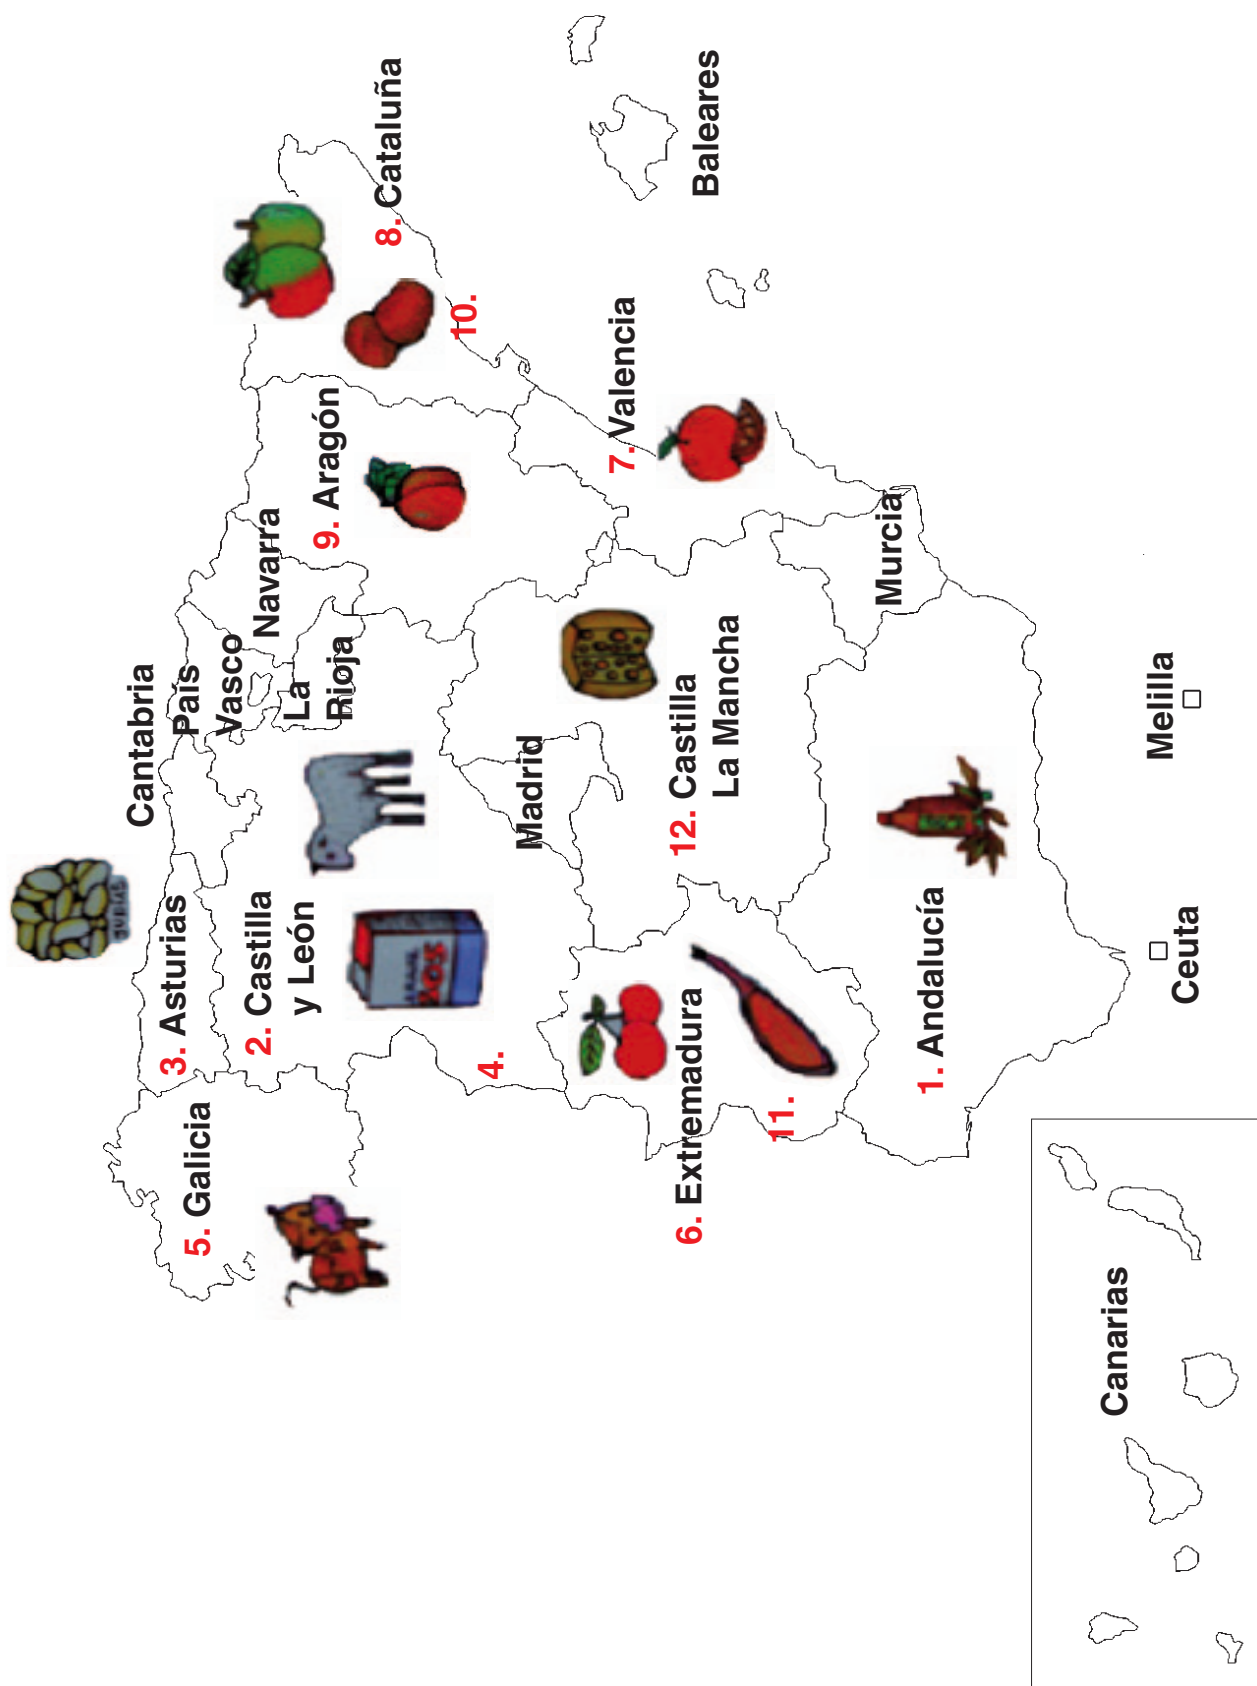 Cantabria
3. Asturias
5. Galicia
País
Vasco
Navarra
La
Rioja
2. Castilla
y León
9. Aragón
8. Cataluña
10.
4.
Madrid
7. Valencia
Baleares
12. Castilla
La Mancha
6. Extremadura
11.
Murcia
1. Andalucía
Melilla
Ceuta
Canarias
JUDIAS